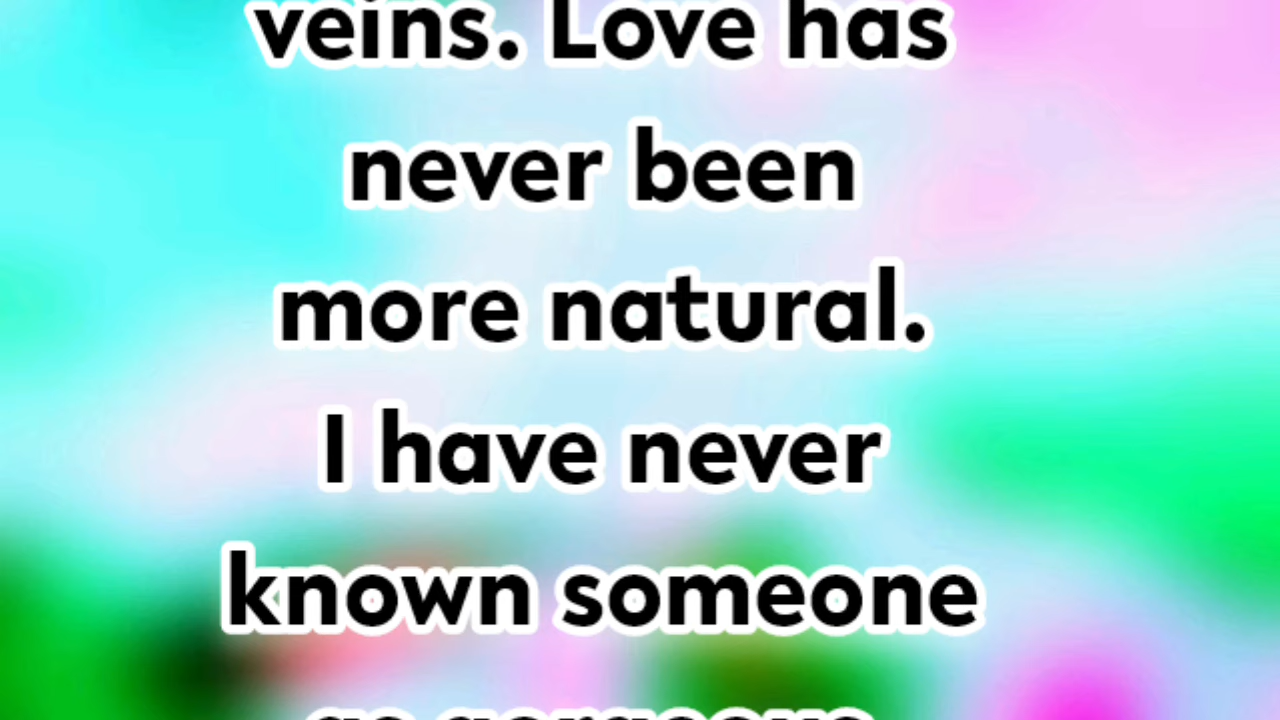 veins. Love has
never been
more natural.
I have never
known someone